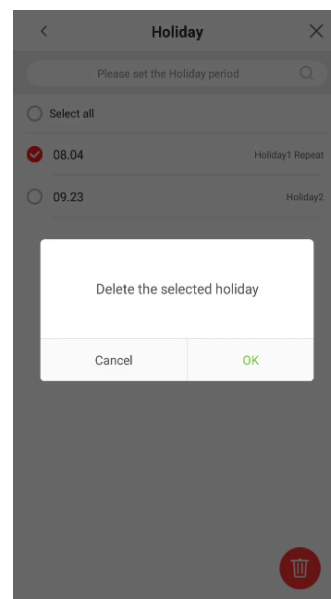 Holiday
Please set the Holiday period
Select all
08.04 Holiday1 Repeat
09.23 Holiday2
Delete the selected holiday
Cancel OK